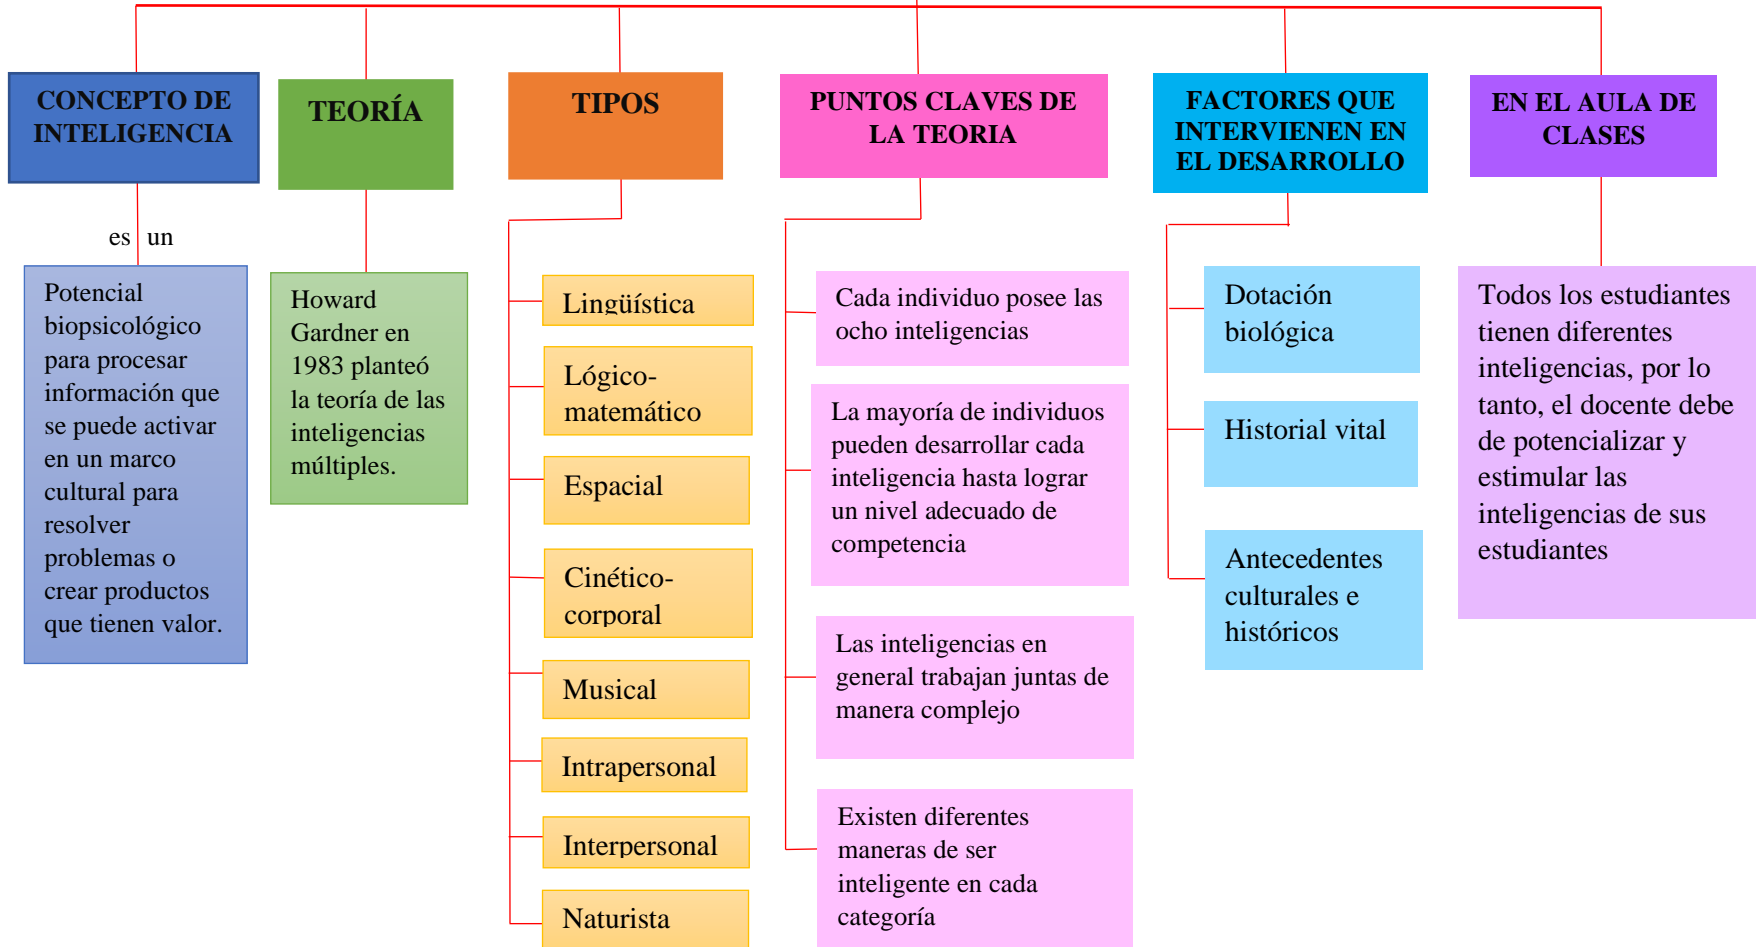 CONCEPTO DE
INTELIGENCIA
es un
Potencial
biopsicológico
para procesar
información que
se puede activar
en un marco
cultural para
resolver
problemas o
crear productos
que tienen valor.
TEORÍA
Howard
Gardner en
1983 planteó
la teoría de las
inteligencias
múltiples.
TIPOS
Lingüística
Lógico-
matemático
Espacial
Cinético-
corporal
Musical
Intrapersonal
Interpersonal
Naturista
PUNTOS CLAVES DE
LA TEORIA
Cada individuo posee las
ocho inteligencias
La mayoría de individuos
pueden desarrollar cada
inteligencia hasta lograr
un nivel adecuado de
competencia
Las inteligencias en
general trabajan juntas de
manera complejo
Existen diferentes
maneras de ser
inteligente en cada
categoría
FACTORES QUE
INTERVIENEN EN
EL DESARROLLO
Dotación
biológica
Historial vital
Antecedentes
culturales e
históricos
EN EL AULA DE
CLASES
Todos los estudiantes
tienen diferentes
inteligencias, por lo
tanto, el docente debe
de potencializar y
estimular las
inteligencias de sus
estudiantes